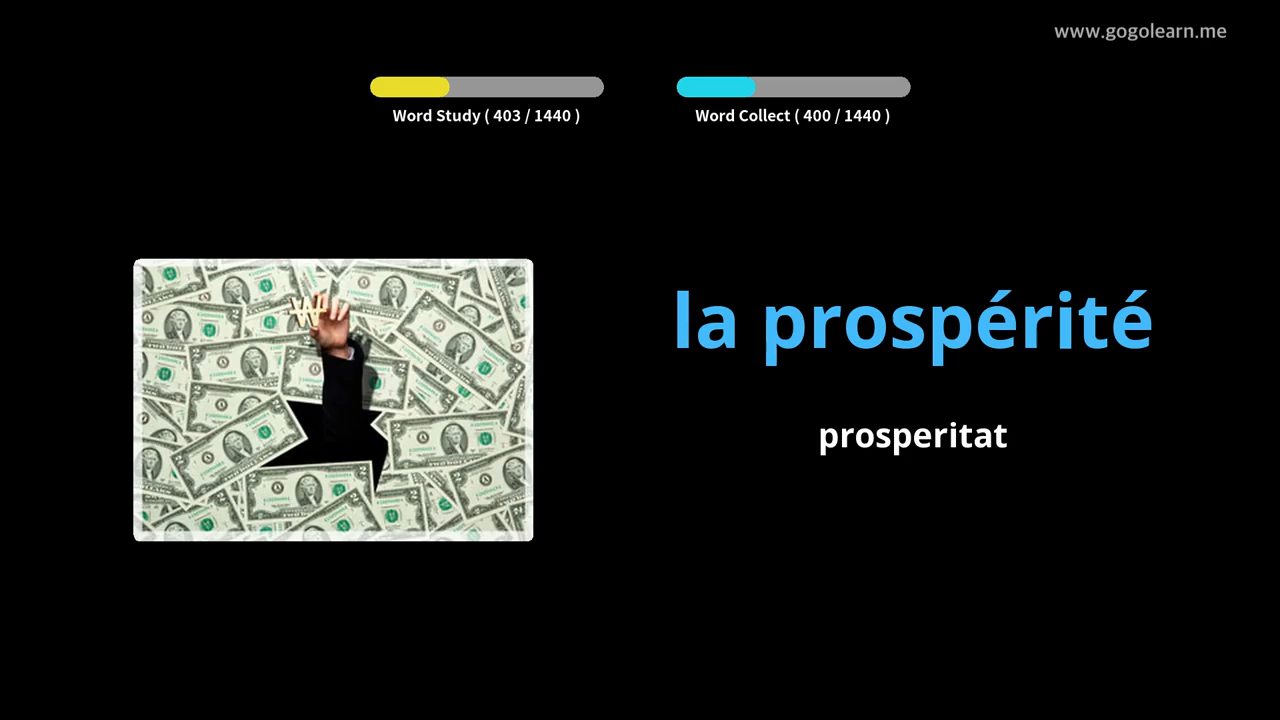 www.gogolearn.me
Word Study ( 403 / 1440 )
Word Collect ( 400 / 1440 )
la prospérité
prosperitat